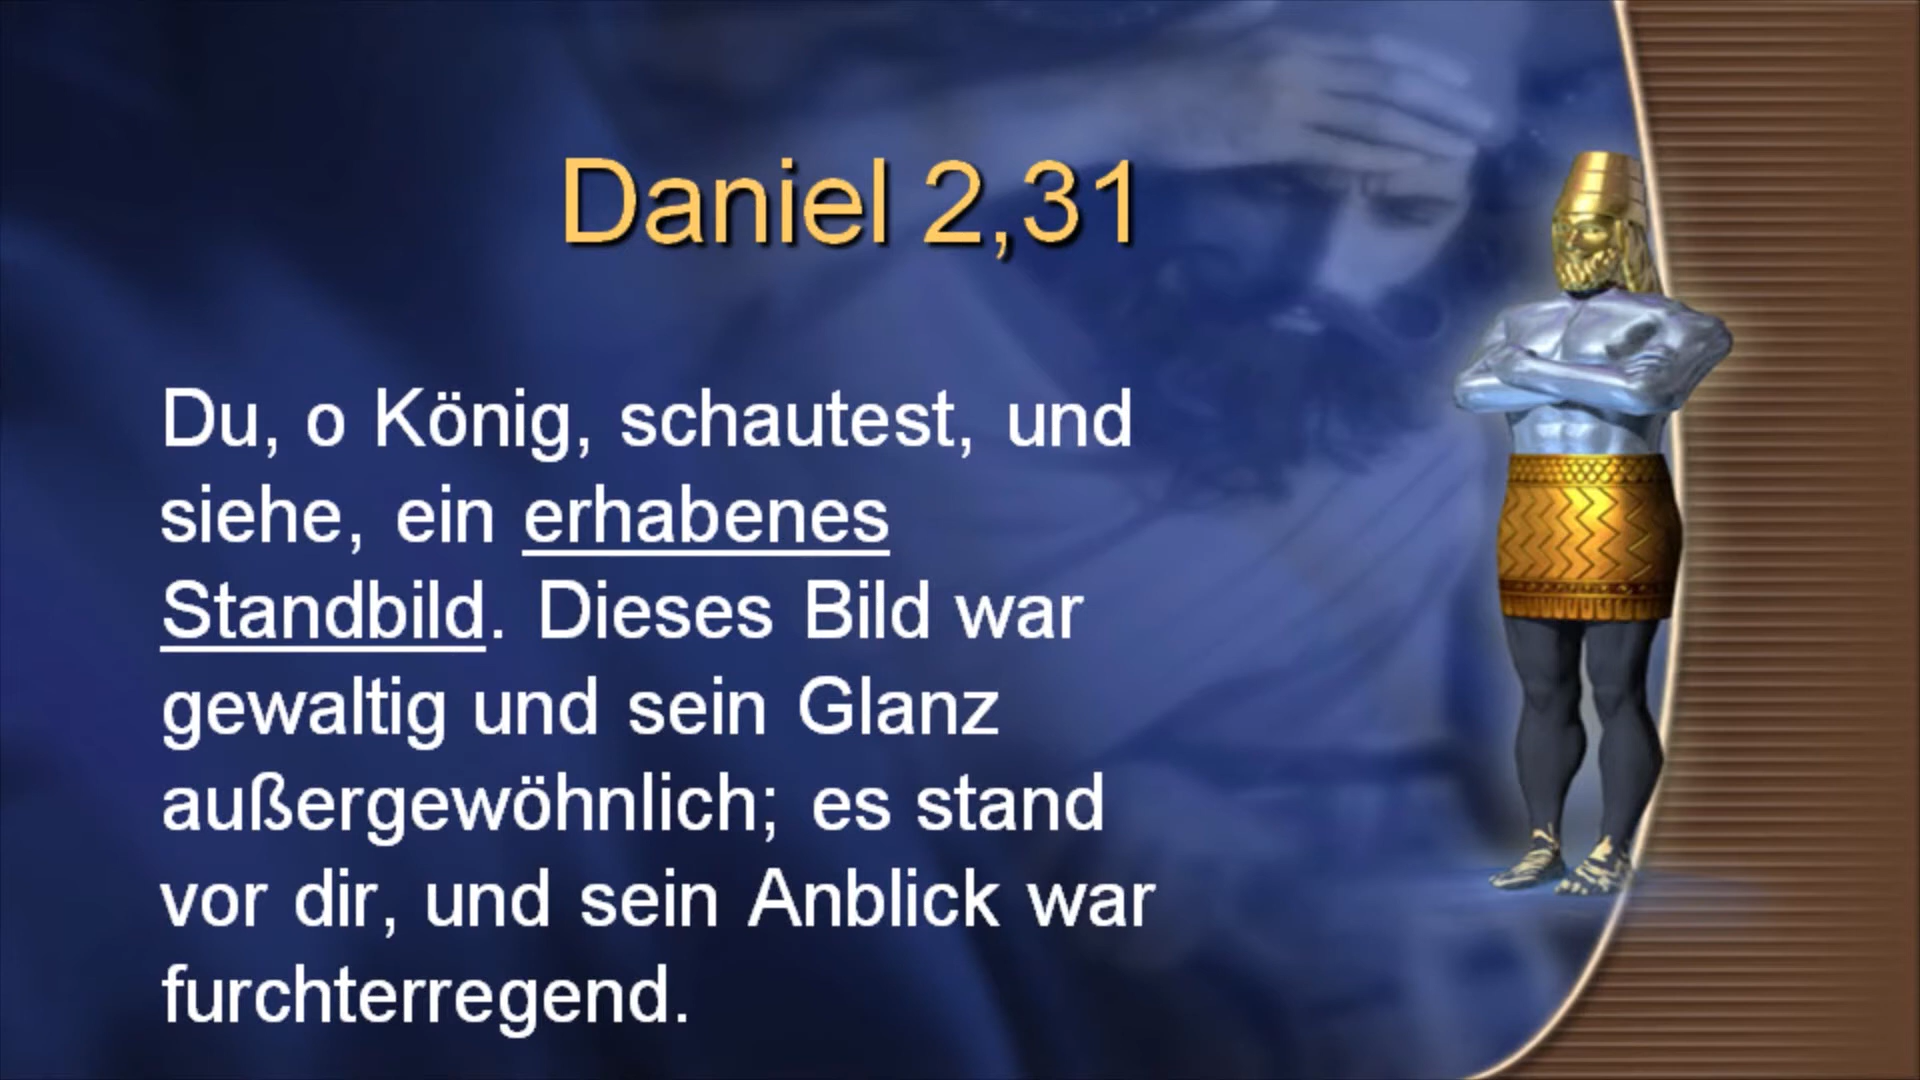 Daniel 2,31
Du, o König, schautest, und
siehe, ein erhabenes
Standbild. Dieses Bild war
gewaltig und sein Glanz
außergewöhnlich; es stand
vor dir, und sein Anblick war
furchterregend.